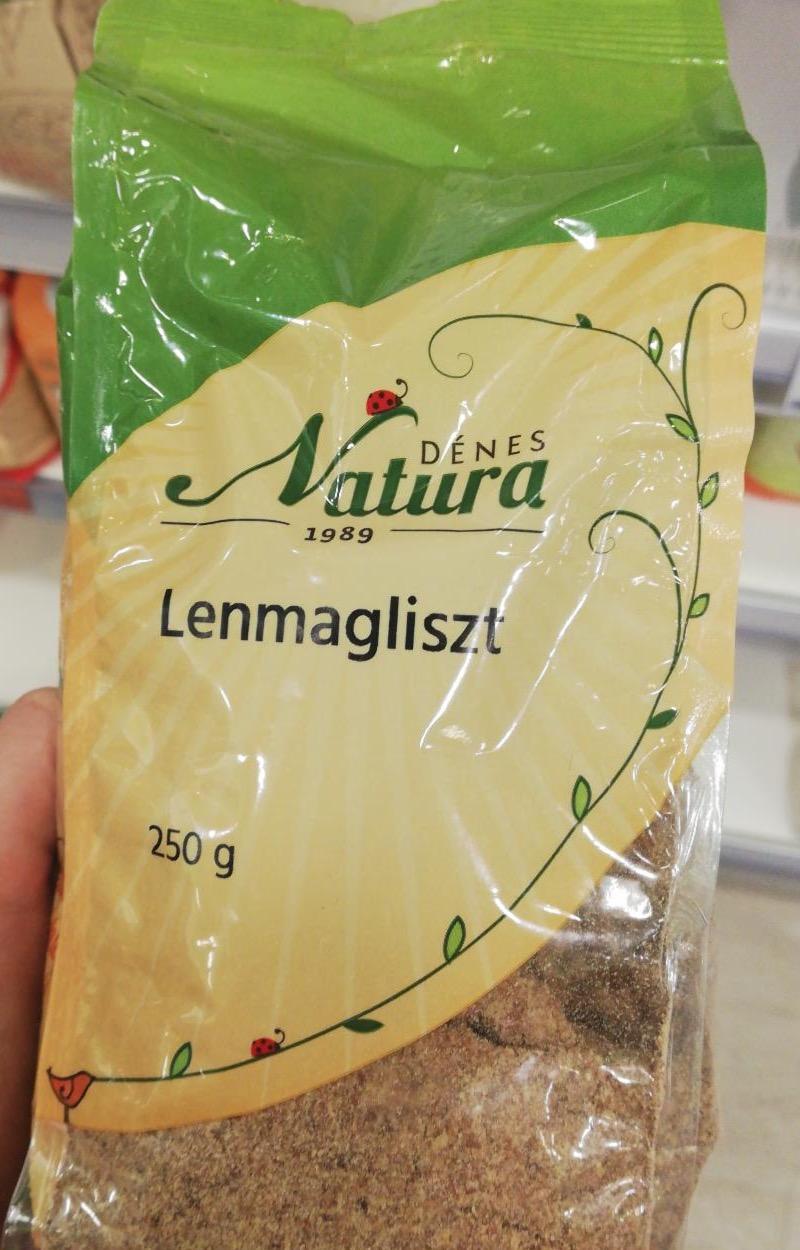 DÉNES
Natura
1989
Lenmagliszt
250 g